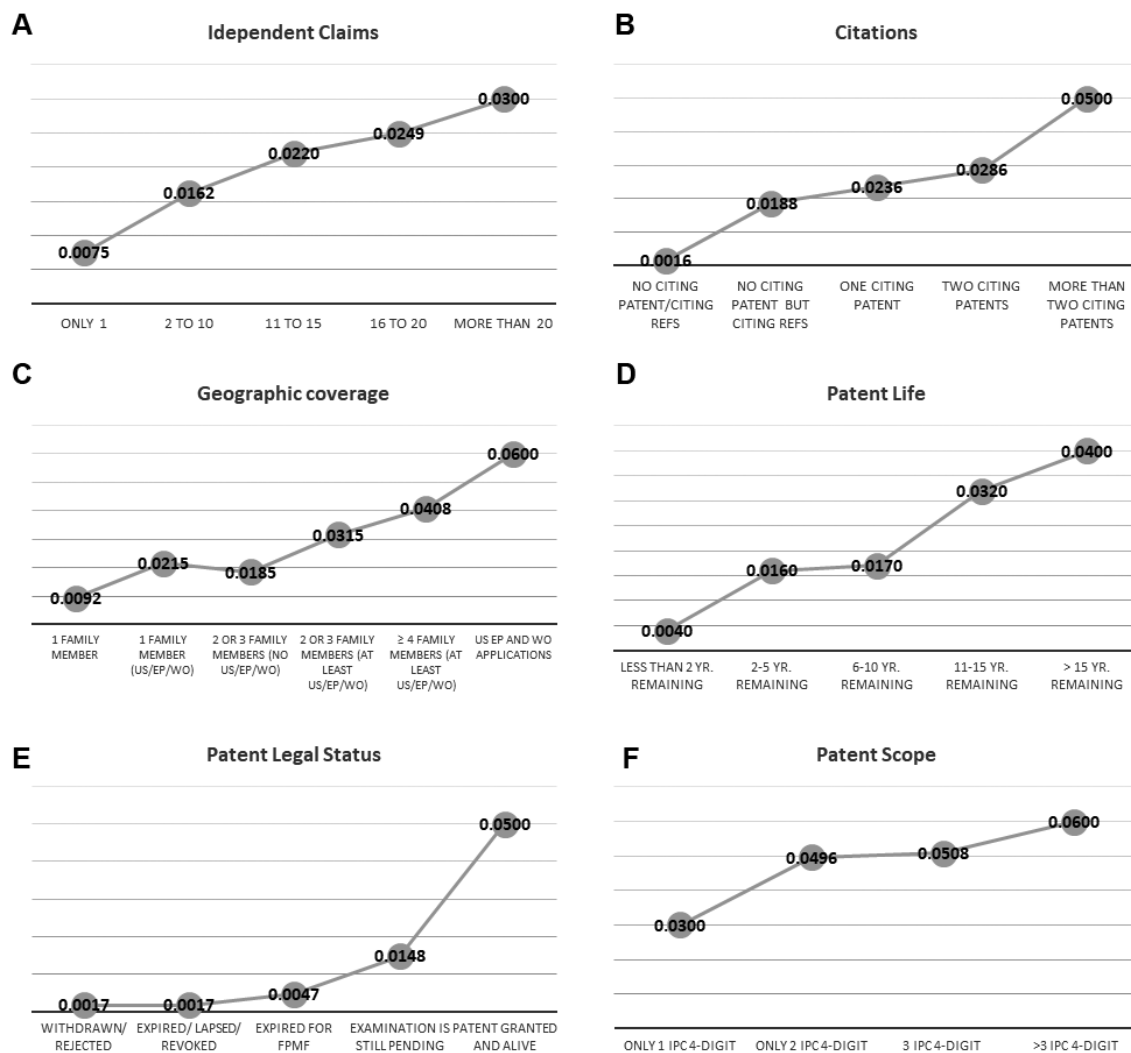 A
Idependent Claims
0.0300
0.0249
0.0220
0.0162
0.0075
ONLY 1
2 TO 10
11 TO 15
16 TO 20
MORE THAN 20
B
Citations
0.0500
0.0286
0.0236
0.0188
0.0016
NO CITING
PATENT/CITING
REFS
NO CITING
PATENT BUT
CITING REFS
ONE CITING
PATENT
TWO CITING
PATENTS
MORE THAN
TWO CITING
PATENTS
C
Geographic coverage
0.0600
0.0408
0.0315
0.0215
0.0185
0.0092
1 FAMILY
MEMBER
1 FAMILY
MEMBER
(US/EP/WO)
2 OR 3 FAMILY
MEMBERS (NO
US/EP/WO)
2 OR 3 FAMILY
MEMBERS (AT
LEAST
US/EP/WO)
≥ 4 FAMILY
MEMBERS (AT
LEAST
US/EP/WO)
US EP AND WO
APPLICATIONS
D
Patent Life
0.0400
0.0320
0.0170
0.0160
0.0040
LESS THAN 2 YR.
REMAINING
2-5 YR.
REMAINING
6-10 YR.
REMAINING
11-15 YR.
REMAINING
> 15 YR.
REMAINING
E
Patent Legal Status
0.0500
0.0148
0.0047
0.0017
0.0017
WITHDRAWN/
REJECTED
EXPIRED/ LAPSED/
REVOKED
EXPIRED FOR
FPMF
EXAMINATION IS
STILL PENDING
PATENT GRANTED
AND ALIVE
F
Patent Scope
0.0600
0.0508
0.0496
0.0300
ONLY 1 IPC 4-DIGIT
ONLY 2 IPC 4-DIGIT
3 IPC 4-DIGIT
>3 IPC 4-DIGIT